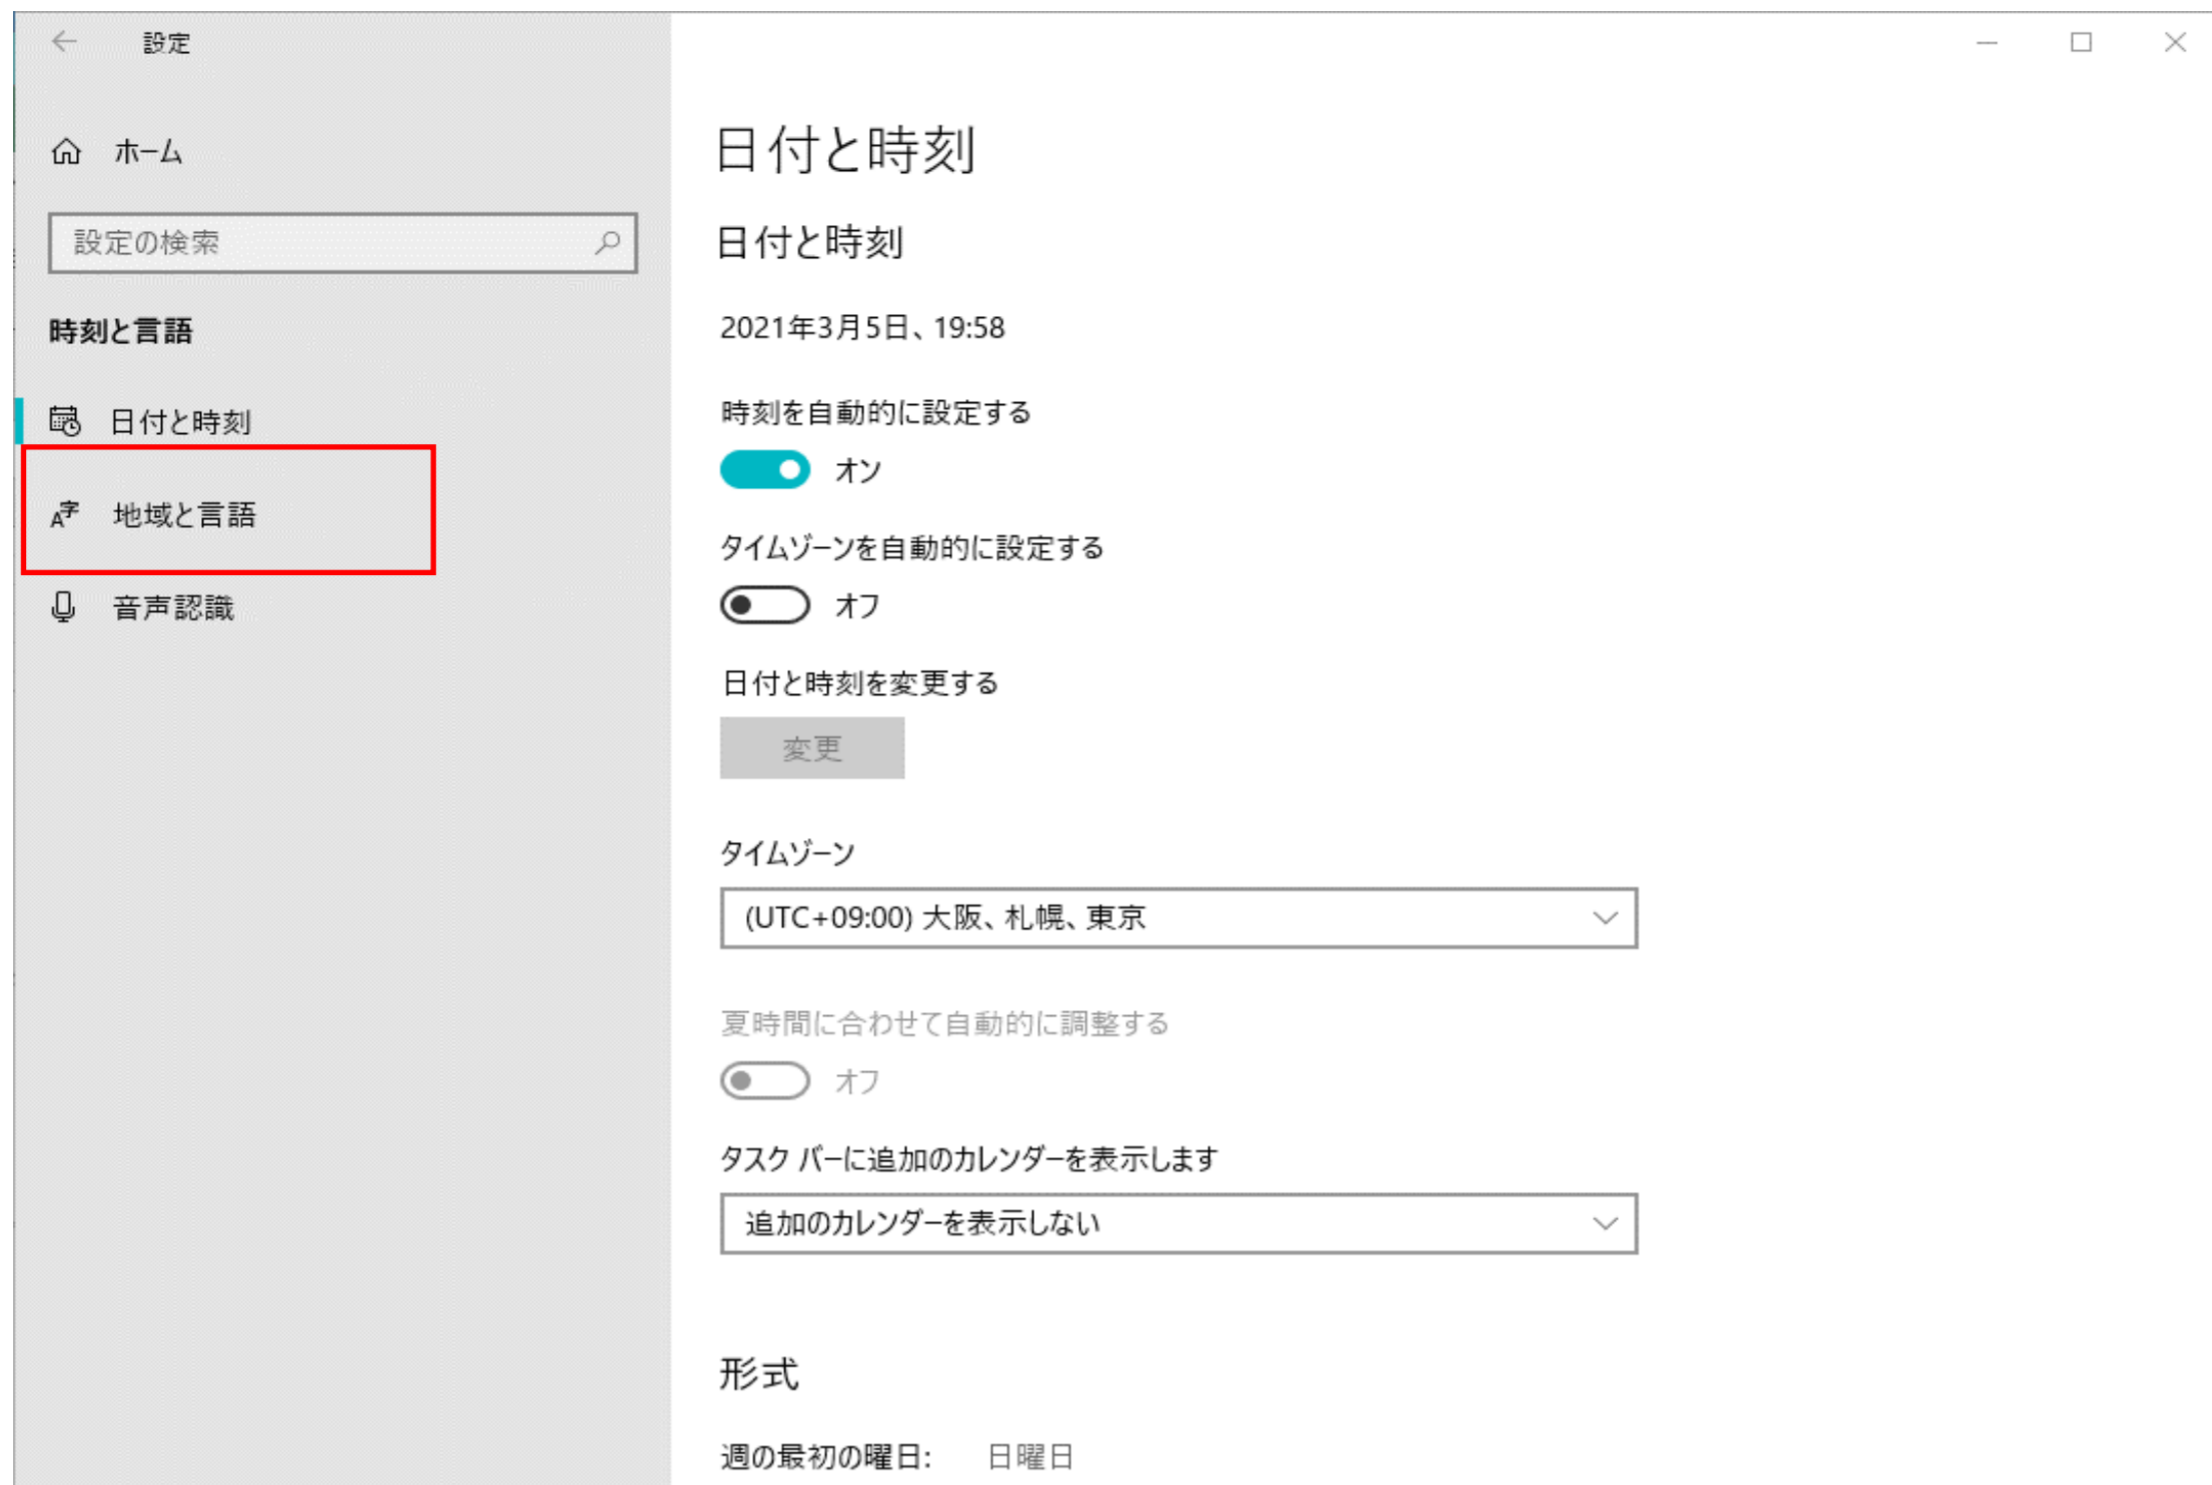 設定
ホーム
設定の検索
時刻と言語
日付と時刻
地域と言語
音声認識
日付と時刻
日付と時刻
2021年3月5日、19:58
時刻を自動的に設定する
オン
タイムゾーンを自動的に設定する
オフ
日付と時刻を変更する
変更
タイムゾーン
(UTC+09:00) 大阪、札幌、東京
夏時間に合わせて自動的に調整する
オフ
タスク バーに追加のカレンダーを表示します
追加のカレンダーを表示しない
形式
週の最初の曜日: 日曜日